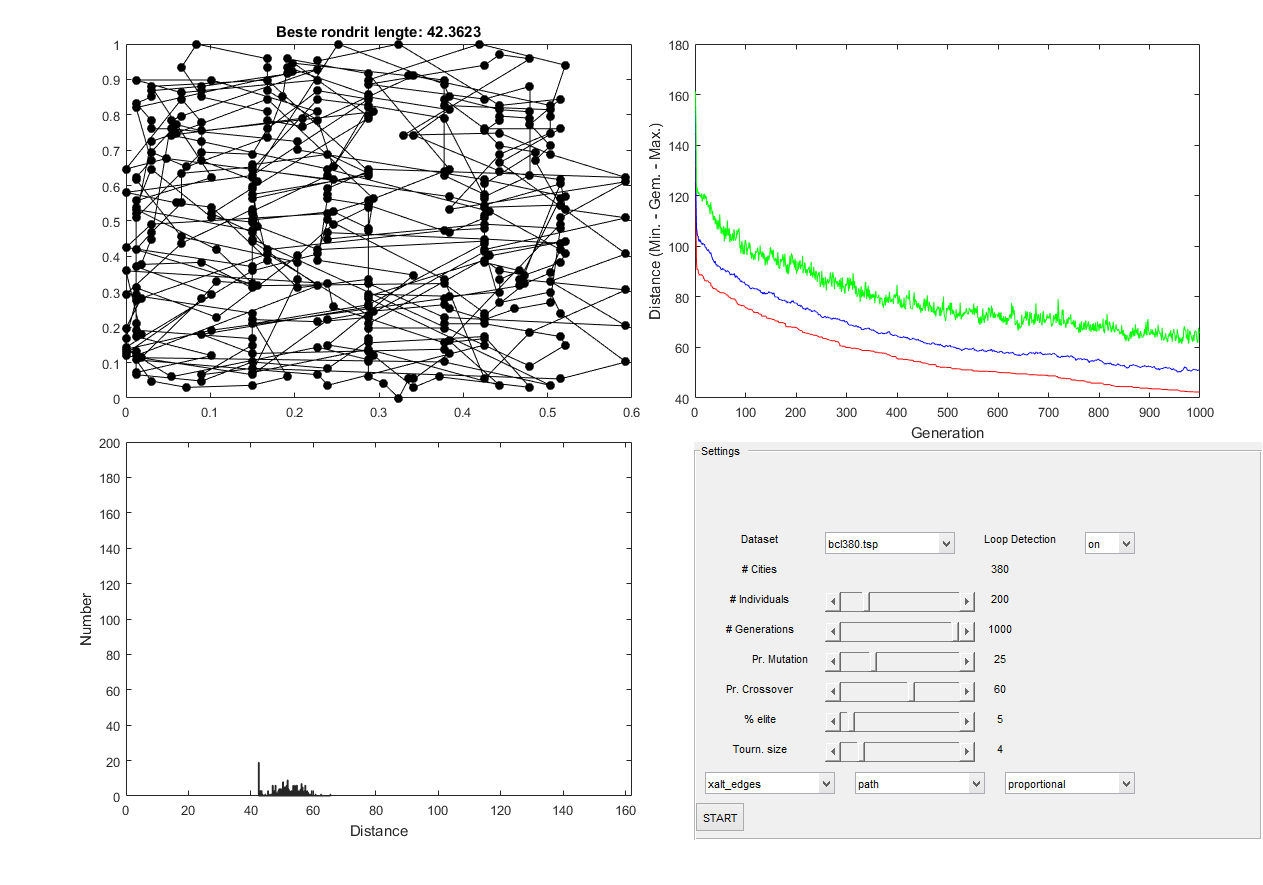 Beste rondrit lengte: 42.3623
1
0.9
0.8
0.7
0.6
0.5
0.4
0.3
0.2
0.1
0
0 0.1 0.2 0.3 0.4 0.5 0.6
Distance (Min. - Gem. - Max.)
180
160
140
120
100
80
60
40
0 100 200 300 400 500 600 700 800 900 1000
Generation
Number
200
180
160
140
120
100
80
60
40
20
0
0 20 40 60 80 100 120 140 160
Distance
Settings
Dataset bcl380.tsp Loop Detection on
# Cities 380
# Individuals 200
# Generations 1000
Pr. Mutation 25
Pr. Crossover 60
% elite 5
Tourn. size 4
xalt_edges path proportional
START